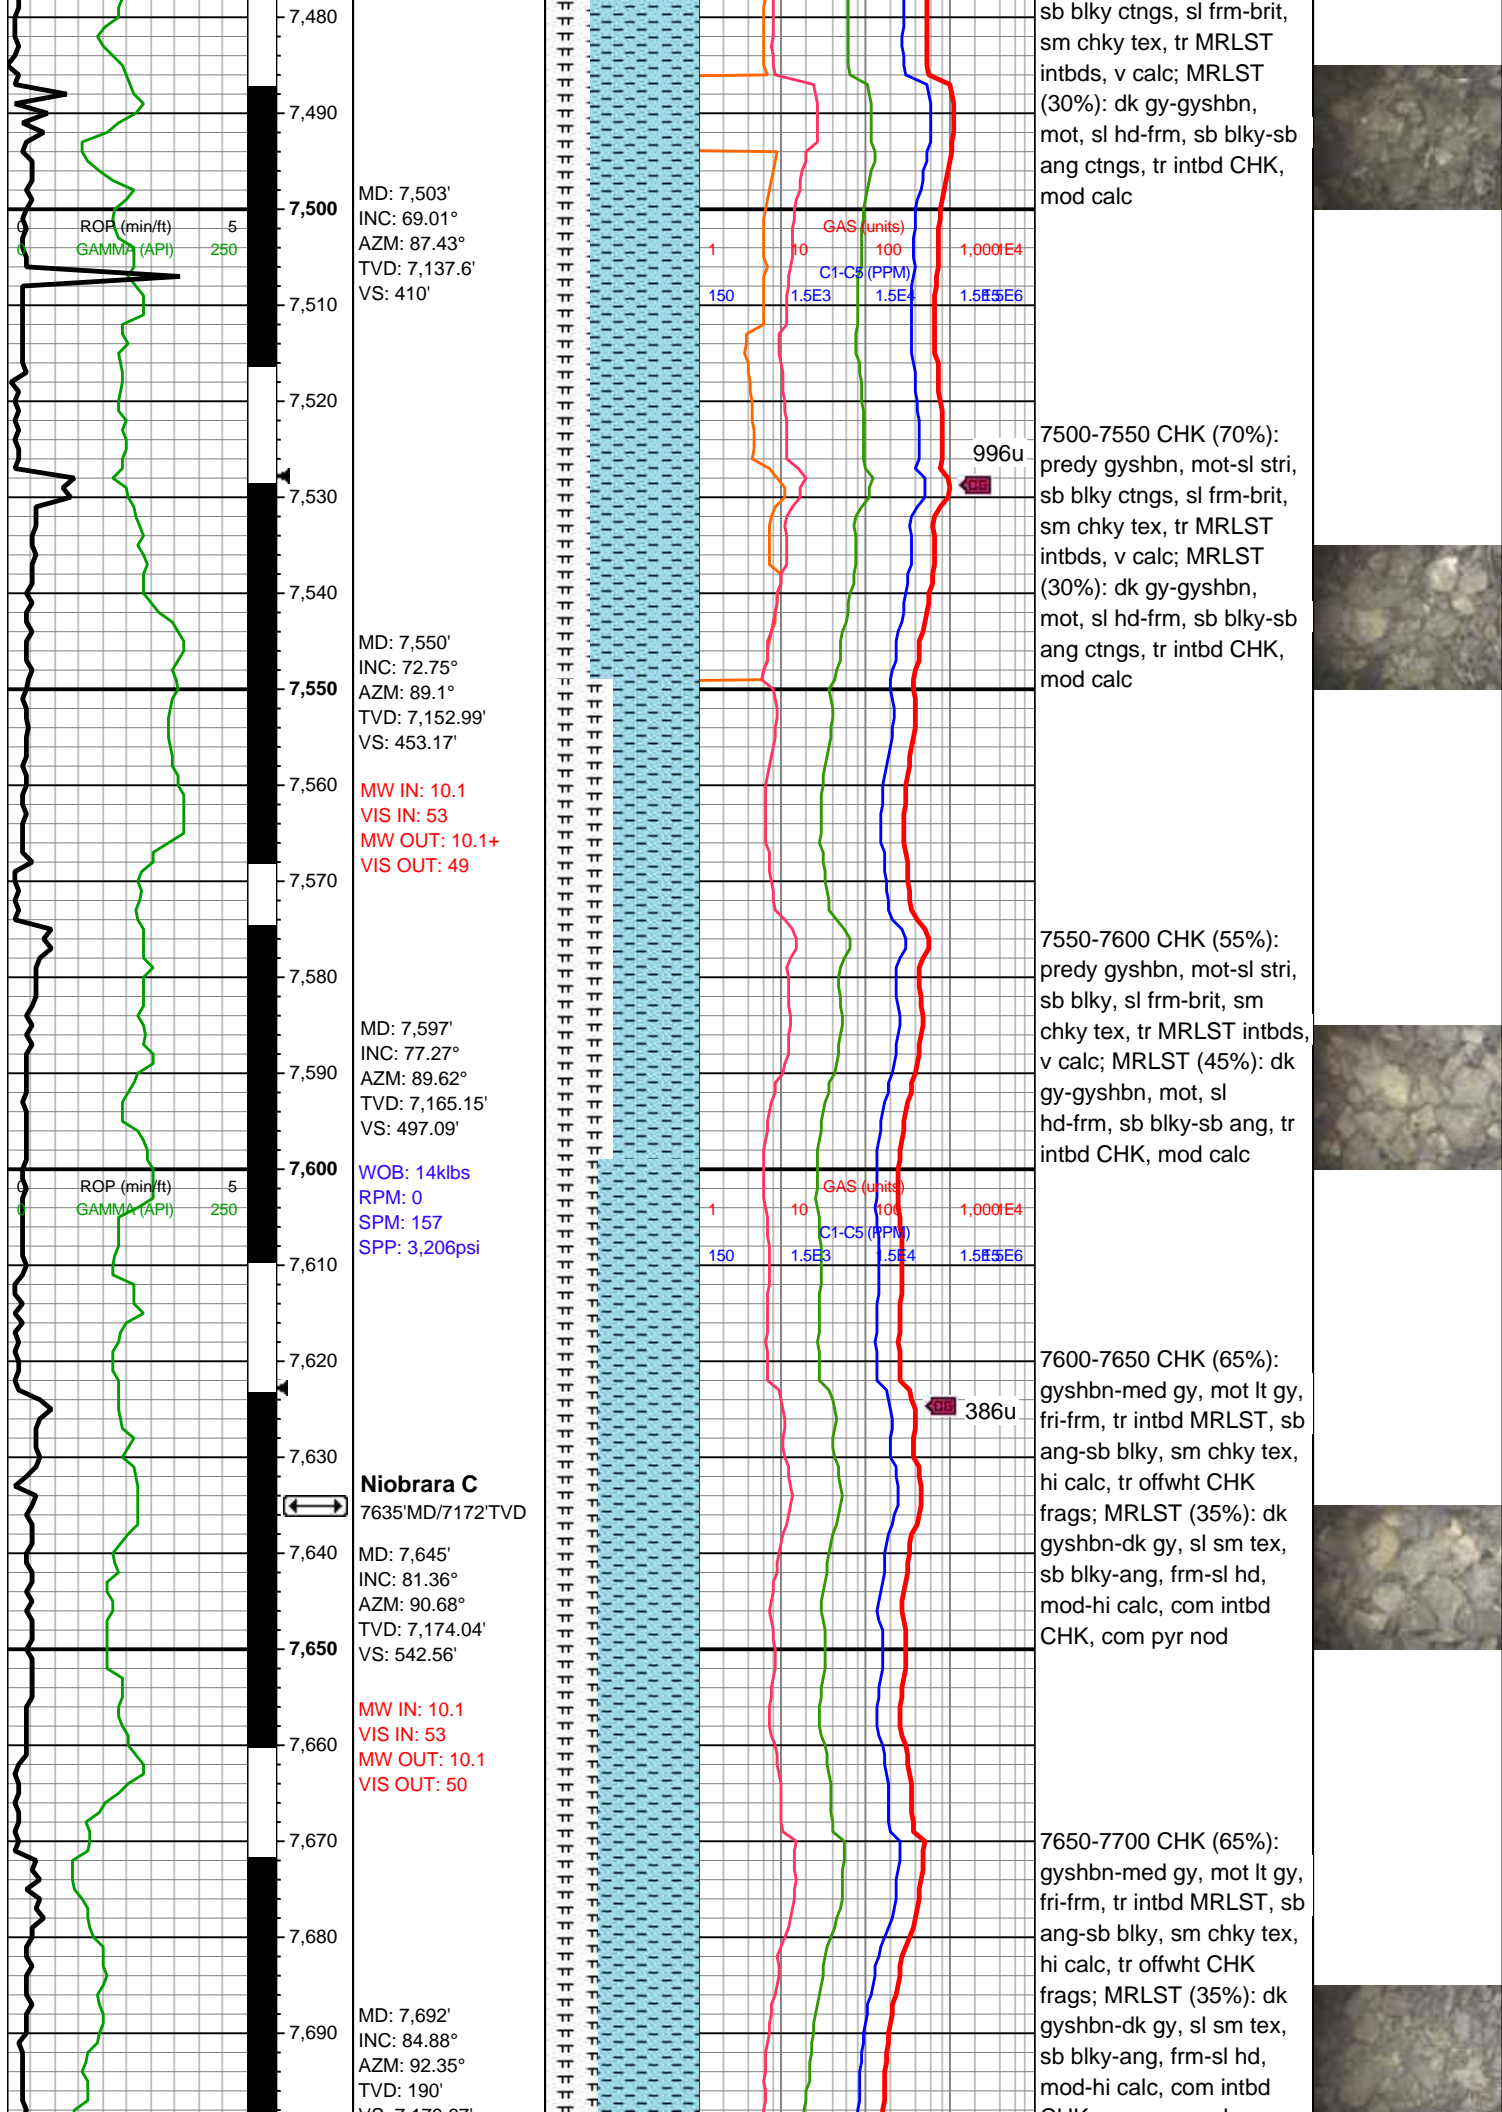 7,480
7,490
7,500
7,510
7,520
7,530
7,540
7,550
7,560
7,570
7,580
7,590
7,600
7,610
7,620
7,630
7,640
7,650
7,660
7,670
7,680
7,690
0 ROP (min/ft) 5
0 GAMMA (API) 250
0 ROP (min/ft) 5
0 GAMMA (API) 250
MD: 7,503'
INC: 69.01°
AZM: 87.43°
TVD: 7,137.6'
VS: 410'
MD: 7,550'
INC: 72.75°
AZM: 89.1°
TVD: 7,152.99'
VS: 453.17'
MW IN: 10.1
VIS IN: 53
MW OUT: 10.1+
VIS OUT: 49
MD: 7,597'
INC: 77.27°
AZM: 89.62°
TVD: 7,165.15'
VS: 497.09'
WOB: 14klbs
RPM: 0
SPM: 157
SPP: 3,206psi
Niobrara C
7635'MD/7172'TVD
MD: 7,645'
INC: 81.36°
AZM: 90.68°
TVD: 7,174.04'
VS: 542.56'
MW IN: 10.1
VIS IN: 53
MW OUT: 10.1
VIS OUT: 50
MD: 7,692'
INC: 84.88°
AZM: 92.35°
TVD: 190'
GAS (units)
1 10 100 1,000 1E4
C1-C5 (PPM)
150 1.5E3 1.5E4 1.5E5 1.5E6
996u
GAS (units)
1 10 100 1,000 1E4
C1-C5 (PPM)
150 1.5E3 1.5E4 1.5E5 1.5E6
386u
sb blky ctngs, sl frm-brit,
sm chky tex, tr MRLST
intbds, v calc; MRLST
(30%): dk gy-gyshbn,
mot, sl hd-frm, sb blky-sb
ang ctngs, tr intbd CHK,
mod calc
7500-7550 CHK (70%):
predy gyshbn, mot-sl stri,
sb blky ctngs, sl frm-brit,
sm chky tex, tr MRLST
intbds, v calc; MRLST
(30%): dk gy-gyshbn,
mot, sl hd-frm, sb blky-sb
ang ctngs, tr intbd CHK,
mod calc
7550-7600 CHK (55%):
predy gyshbn, mot-sl stri,
sb blky, sl frm-brit, sm
chky tex, tr MRLST intbds,
v calc; MRLST (45%): dk
gy-gyshbn, mot, sl
hd-frm, sb blky-sb ang, tr
intbd CHK, mod calc
7600-7650 CHK (65%):
gyshbn-med gy, mot lt gy,
fri-frm, tr intbd MRLST, sb
ang-sb blky, sm chky tex,
hi calc, tr offwht CHK
frags; MRLST (35%): dk
gyshbn-dk gy, sl sm tex,
sb blky-ang, frm-sl hd,
mod-hi calc, com intbd
CHK, com pyr nod
7650-7700 CHK (65%):
gyshbn-med gy, mot lt gy,
fri-frm, tr intbd MRLST, sb
ang-sb blky, sm chky tex,
hi calc, tr offwht CHK
frags; MRLST (35%): dk
gyshbn-dk gy, sl sm tex,
sb blky-ang, frm-sl hd,
mod-hi calc, com intbd